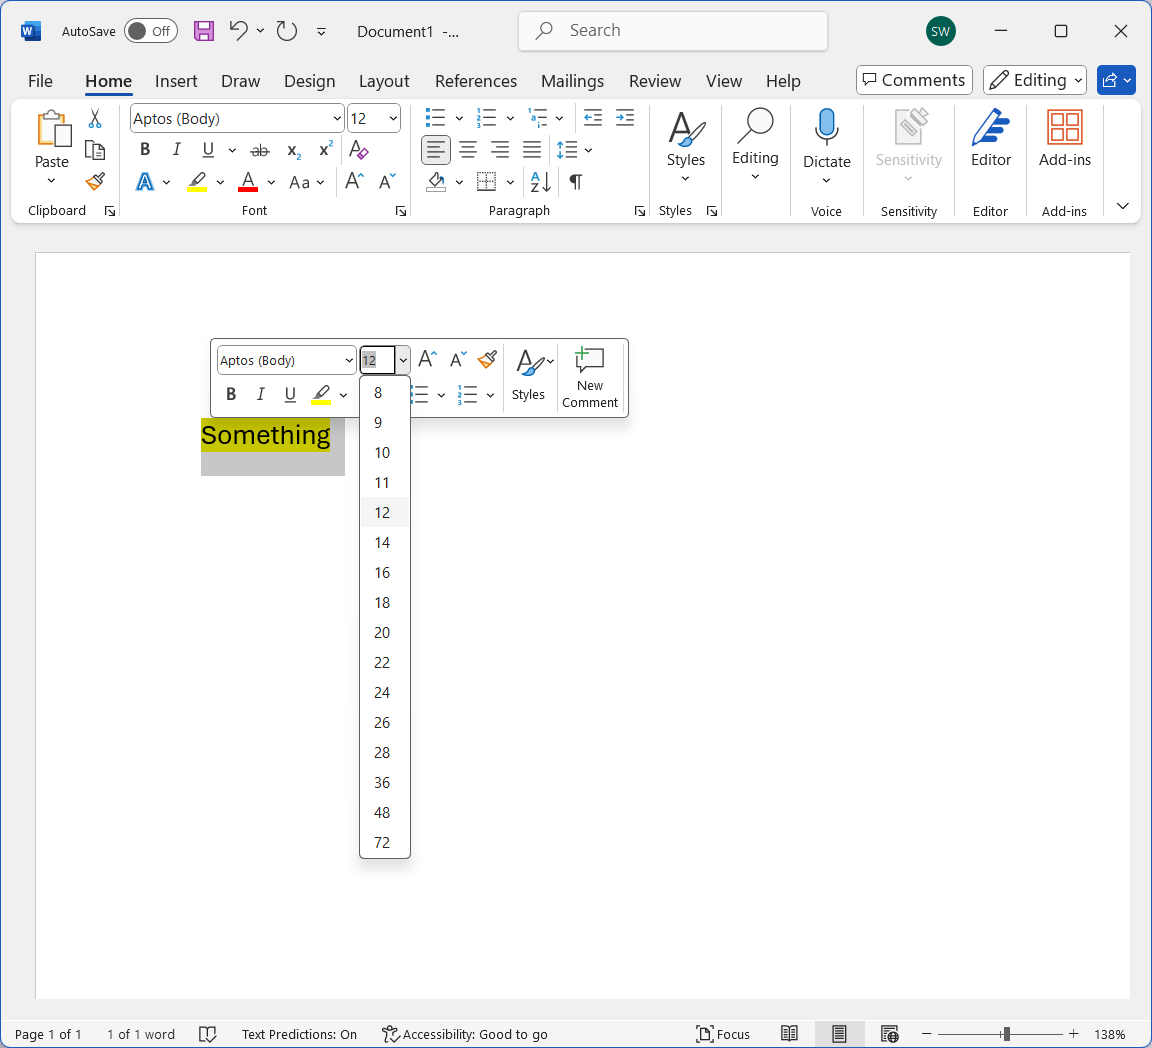 AutoSave Off Document1 -... Search SW
File Home Insert Draw Design Layout References Mailings Review View Help Comments Editing
Aptos (Body) 12
Paste Styles Editing Dictate Sensitivity Editor Add-ins
Clipboard Font Paragraph Styles Voice Sensitivity Editor Add-ins
Aptos (Body) 12
Styles New
Comment
Something
8
9
10
11
12
14
16
18
20
22
24
26
28
36
48
72
Page 1 of 1 1 of 1 word Text Predictions: On Accessibility: Good to go Focus 138%